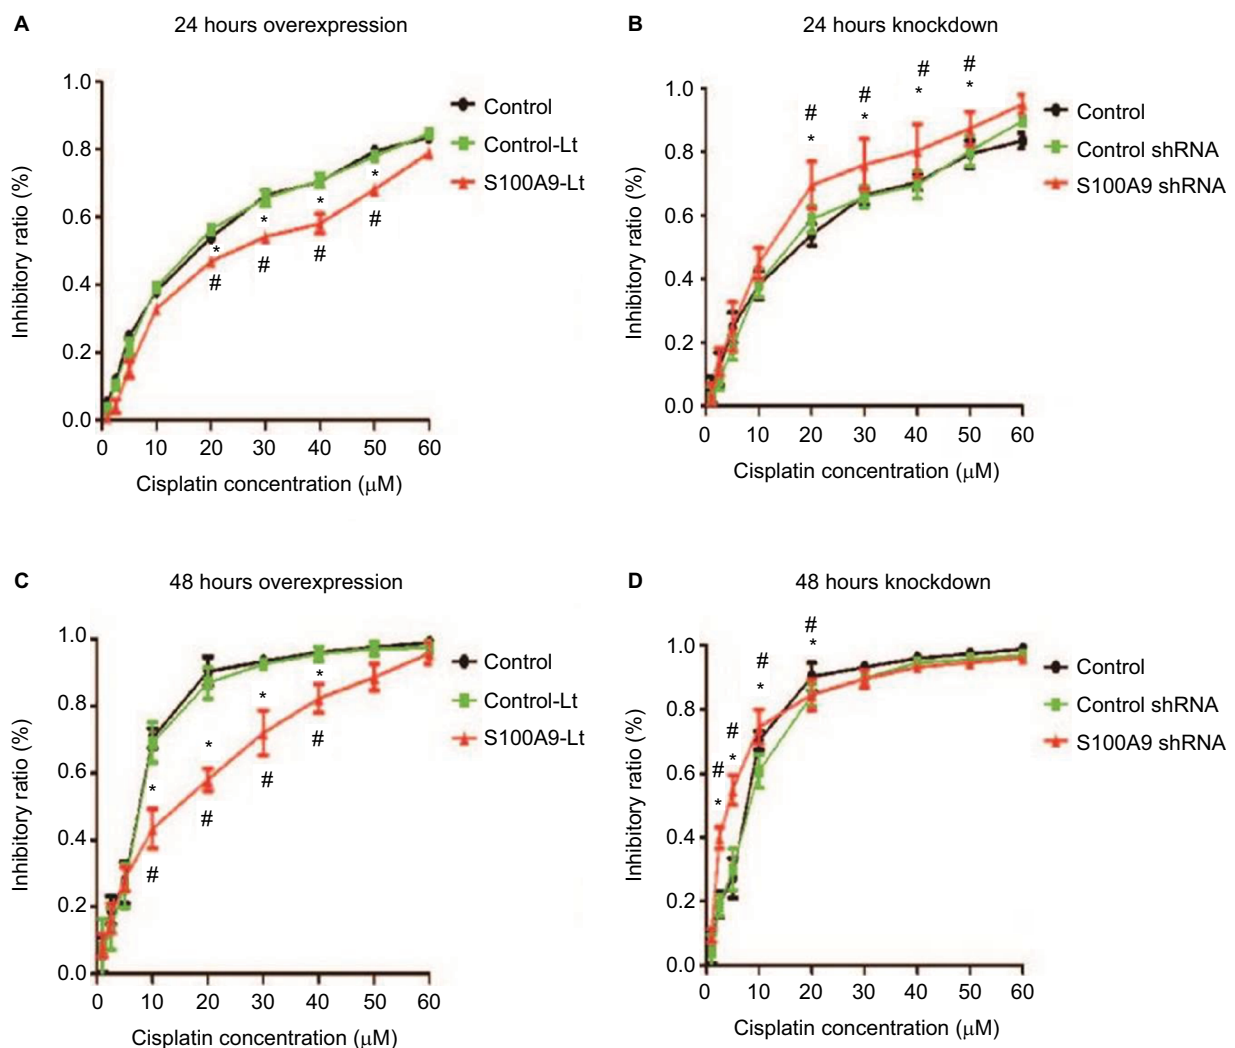 A 24 hours overexpression
1.0
0.8
0.6
0.4
0.2
0.0
Inhibitory ratio (%)
* * * *
# # # #
0 10 20 30 40 50 60
Cisplatin concentration (μM)
Control
Control-Lt
S100A9-Lt
B 24 hours knockdown
1.0
0.8
0.6
0.4
0.2
0.0
Inhibitory ratio (%)
# # # #
* * * *
0 10 20 30 40 50 60
Cisplatin concentration (μM)
Control
Control shRNA
S100A9 shRNA
C 48 hours overexpression
1.0
0.8
0.6
0.4
0.2
0.0
Inhibitory ratio (%)
* * * *
# # # #
0 10 20 30 40 50 60
Cisplatin concentration (μM)
Control
Control-Lt
S100A9-Lt
D 48 hours knockdown
1.0
0.8
0.6
0.4
0.2
0.0
Inhibitory ratio (%)
# # # #
* * * *
0 10 20 30 40 50 60
Cisplatin concentration (μM)
Control
Control shRNA
S100A9 shRNA